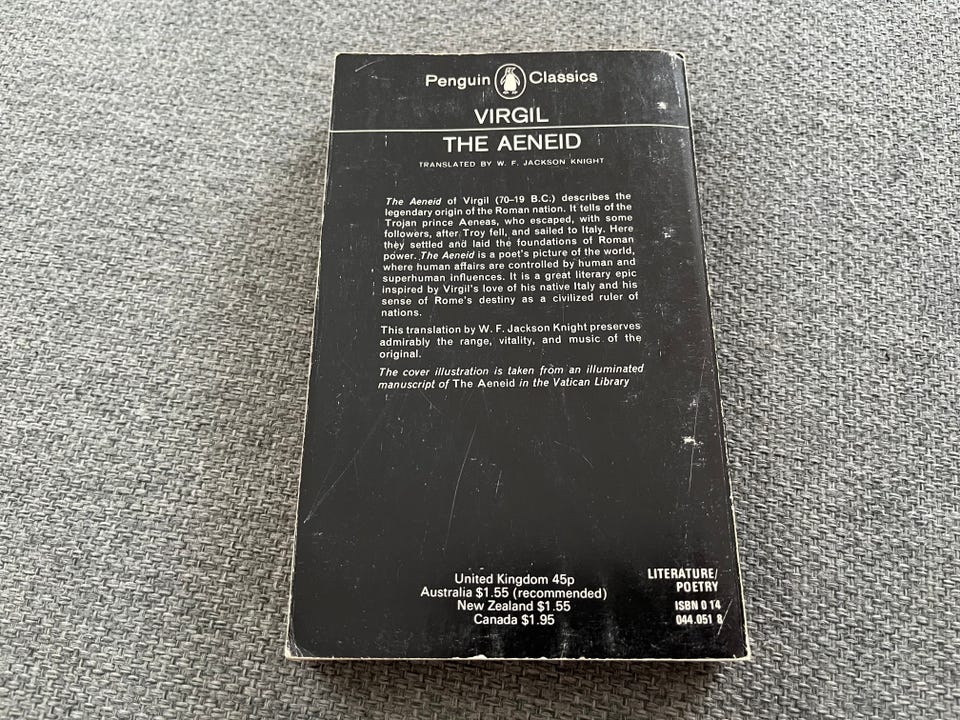 Penguin Classics
VIRGIL
THE AENEID
TRANSLATED BY W. F. JACKSON KNIGHT
The Aeneid of Virgil (70–19 B.C.) describes the
legendary origin of the Roman nation. It tells of the
Trojan prince Aeneas, who escaped, with some
followers, after Troy fell, and sailed to Italy. Here
they settled and laid the foundations of Roman
power. The Aeneid is a poet's picture of the world,
where human affairs are controlled by human and
superhuman influences. It is a great literary epic
inspired by Virgil's love of his native Italy and his
sense of Rome's destiny as a civilized ruler of
nations.
This translation by W. F. Jackson Knight preserves
admirably the range, vitality, and music of the
original.
The cover illustration is taken from an illuminated
manuscript of The Aeneid in the Vatican Library
United Kingdom 45p
Australia $1.55 (recommended)
New Zealand $1.55
Canada $1.95
LITERATURE/
POETRY
ISBN 0 14
044.051 8